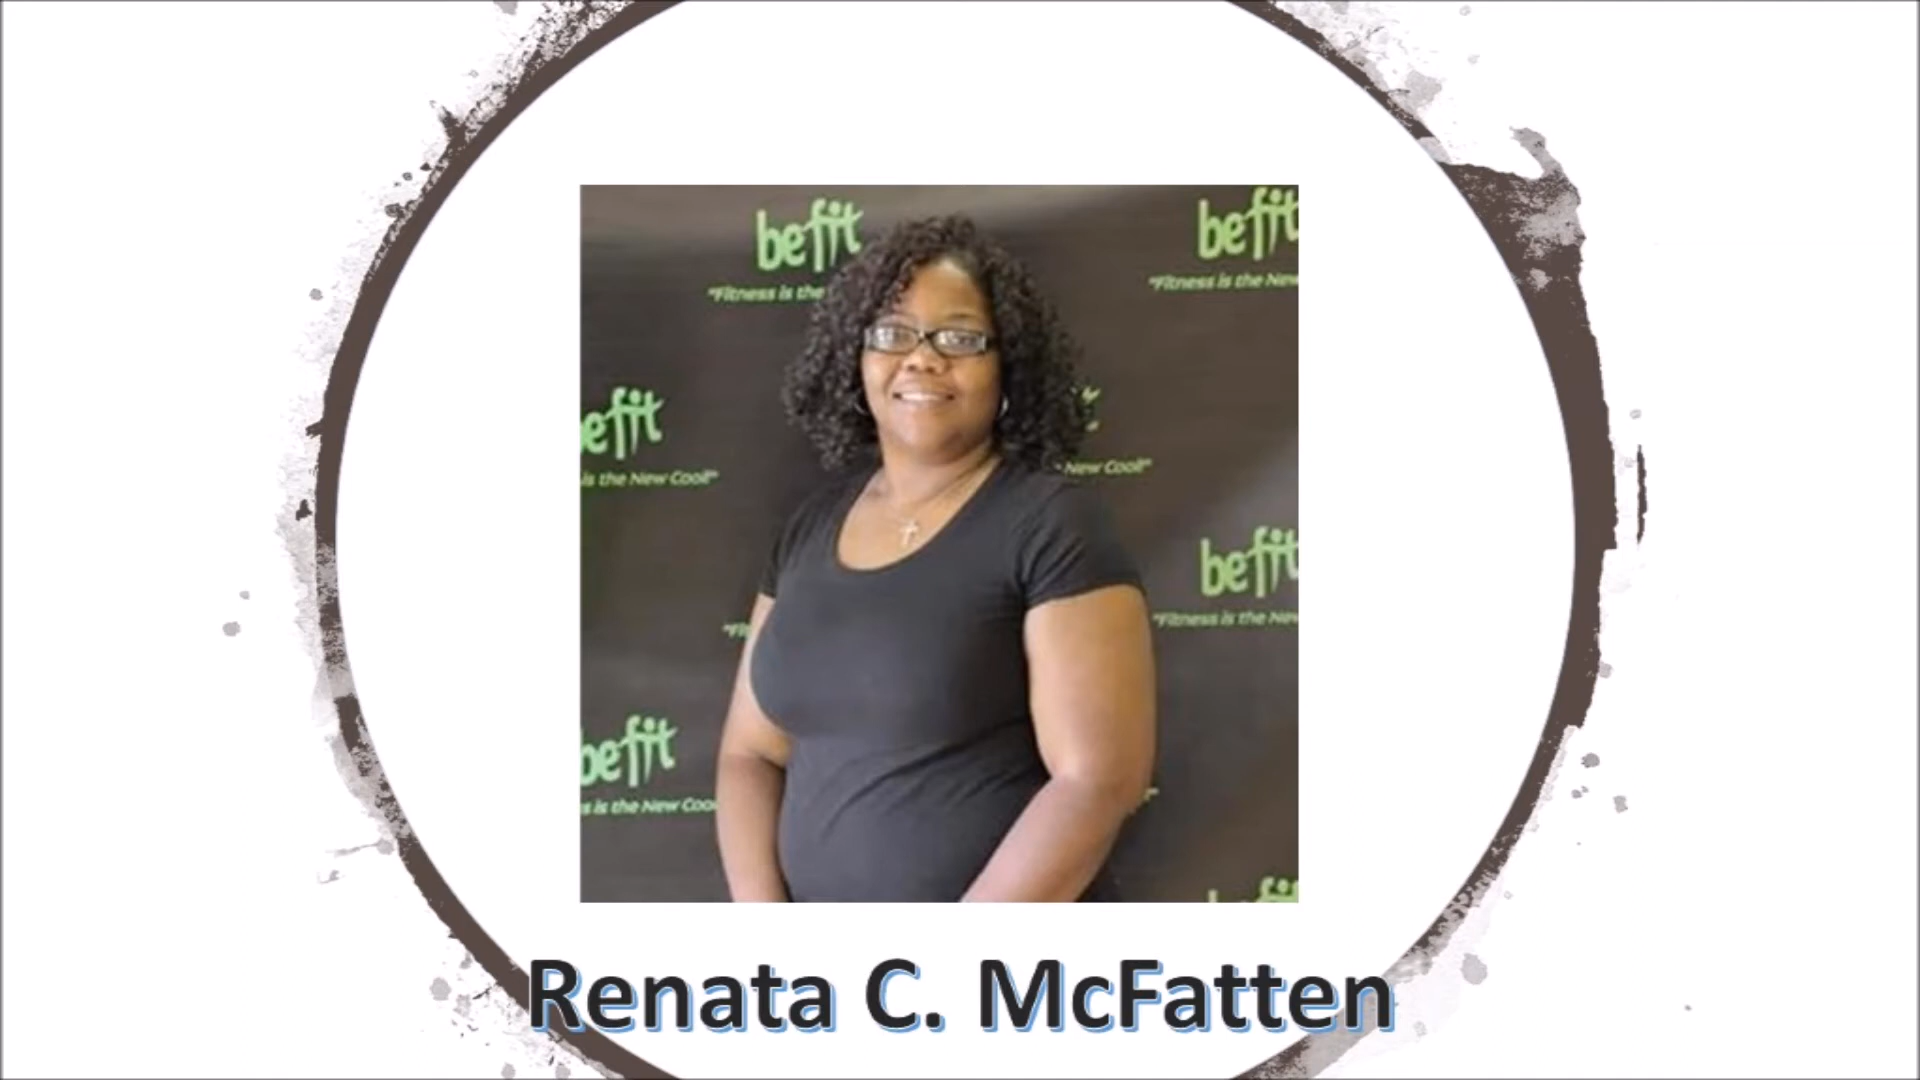 befit
befit
"Fitness is the
"Fitness is the New
efit
is the New Cool!"
New Cool!"
befit
"Fitness is the New
befit
is the New Cool
Renata C. McFatten